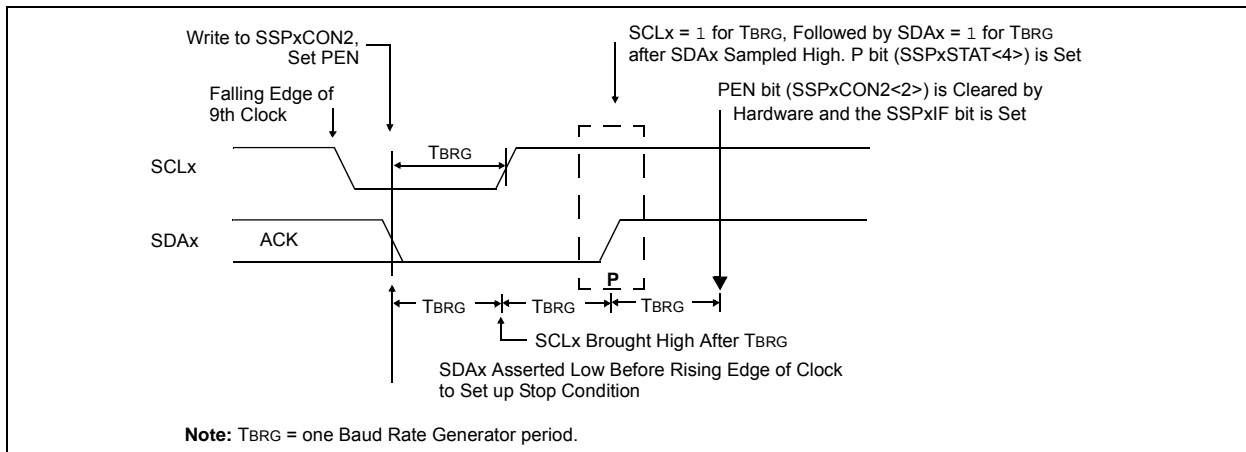 Write to SSPxCON2,
Set PEN
SCLx = 1 for TBRG, Followed by SDAx = 1 for TBRG
after SDAx Sampled High. P bit (SSPxSTAT<4>) is Set
Falling Edge of
9th Clock
PEN bit (SSPxCON2<2>) is Cleared by
Hardware and the SSPxIF bit is Set
TBRG
SCLx
SDAx
ACK
P
TBRG
TBRG
TBRG
SCLx Brought High After TBRG
SDAx Asserted Low Before Rising Edge of Clock
to Set up Stop Condition
Note: TBRG = one Baud Rate Generator period.